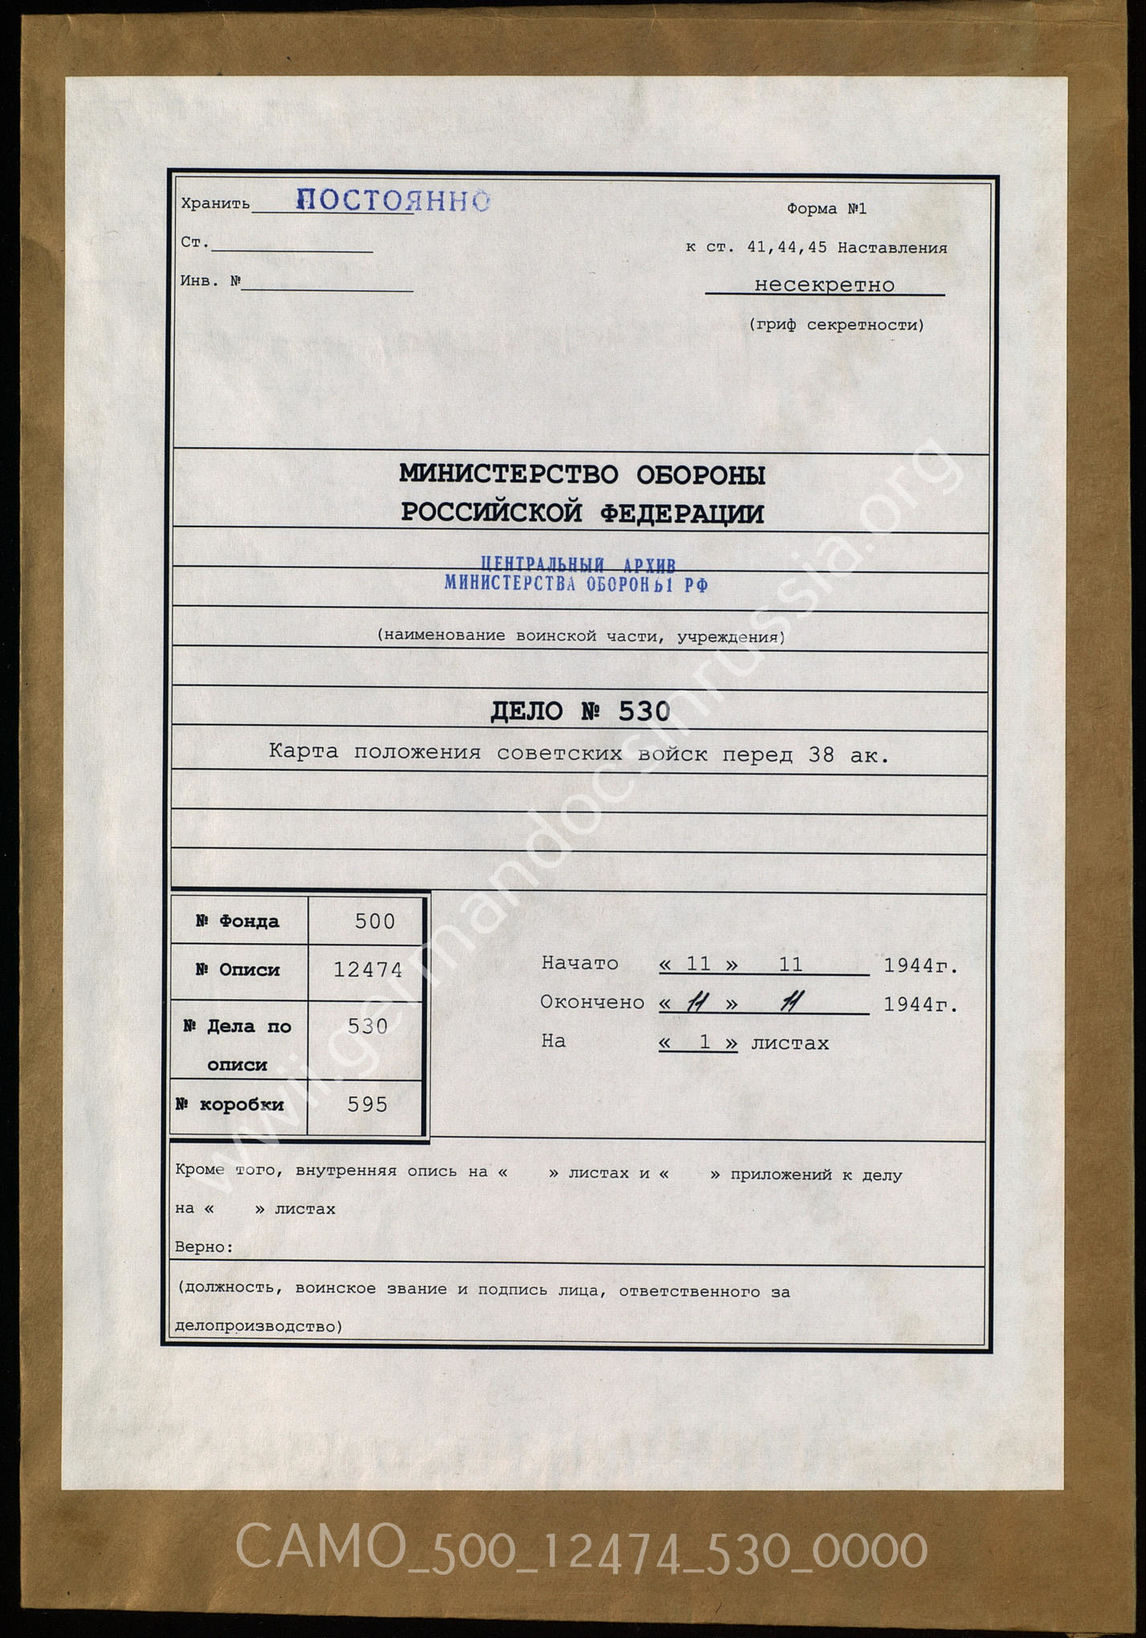 Хранить ПОСТОЯННО
Форма №1
Ст.
к ст. 41,44,45 Наставления
Инв. №
несекретно
(гриф секретности)
МИНИСТЕРСТВО ОБОРОНЫ
РОССИЙСКОЙ ФЕДЕРАЦИИ
ЦЕНТРАЛЬНЫЙ АРХИВ
МИНИСТЕРСТВА ОБОРОНЫ РФ
(наименование воинской части, учреждения)
ДЕЛО № 530
Карта положения советских войск перед 38 ак.
№ Фонда 500
№ Описи 12474
№ Дела по
описи
530
№ коробки 595
Начато « 11 » 11 1944г.
Окончено « 11 » 11 1944г.
На « 1 » листах
Кроме того, внутренняя опись на « » листах и « » приложений к делу
на « » листах
Верно:
(должность, воинское звание и подпись лица, ответственного за
делопроизводство)
www.germandocsinrussia.org
CAMO_500_12474_530_0000